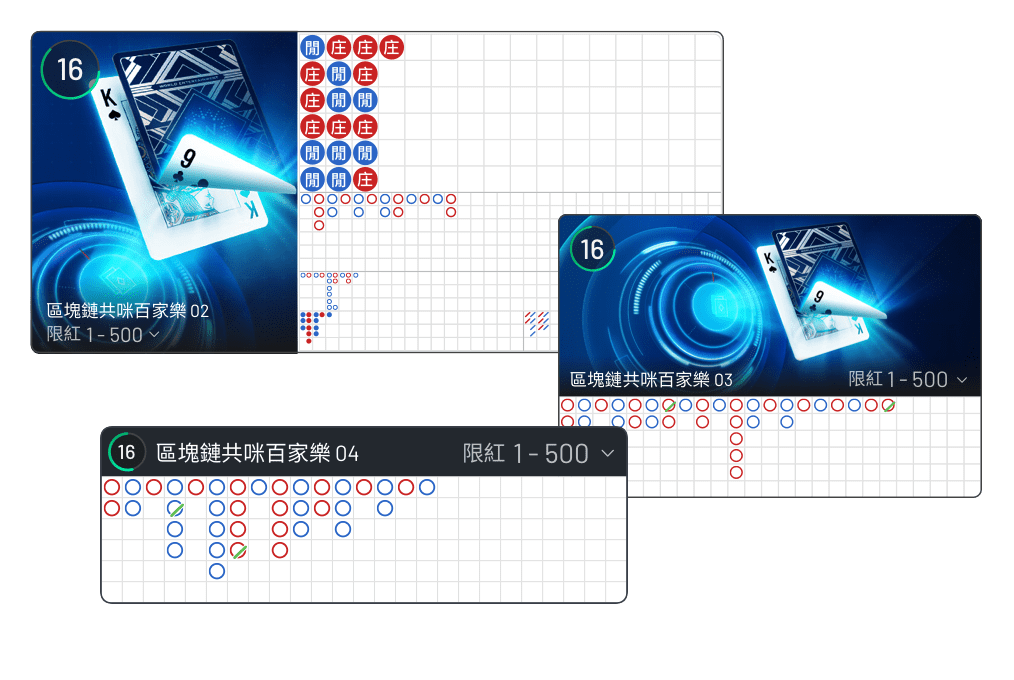 16
K
WORLD ENTERTAINMENT
9
K
區塊鏈共咪百家樂 02
限紅 1 - 500
閒 庄 庄 庄
庄 閒 庄
庄 閒 閒
庄 庄 庄
閒 閒 閒
閒 閒 庄
16
K
9
K
區塊鏈共咪百家樂 03
限紅 1 - 500
16
區塊鏈共咪百家樂 04
限紅 1 - 500